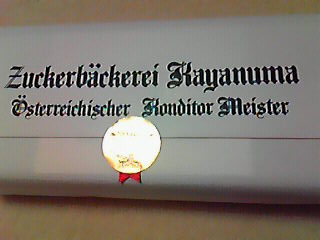 Zuckerbäckerei Kayanuma
Österreichischer Konditor Meister